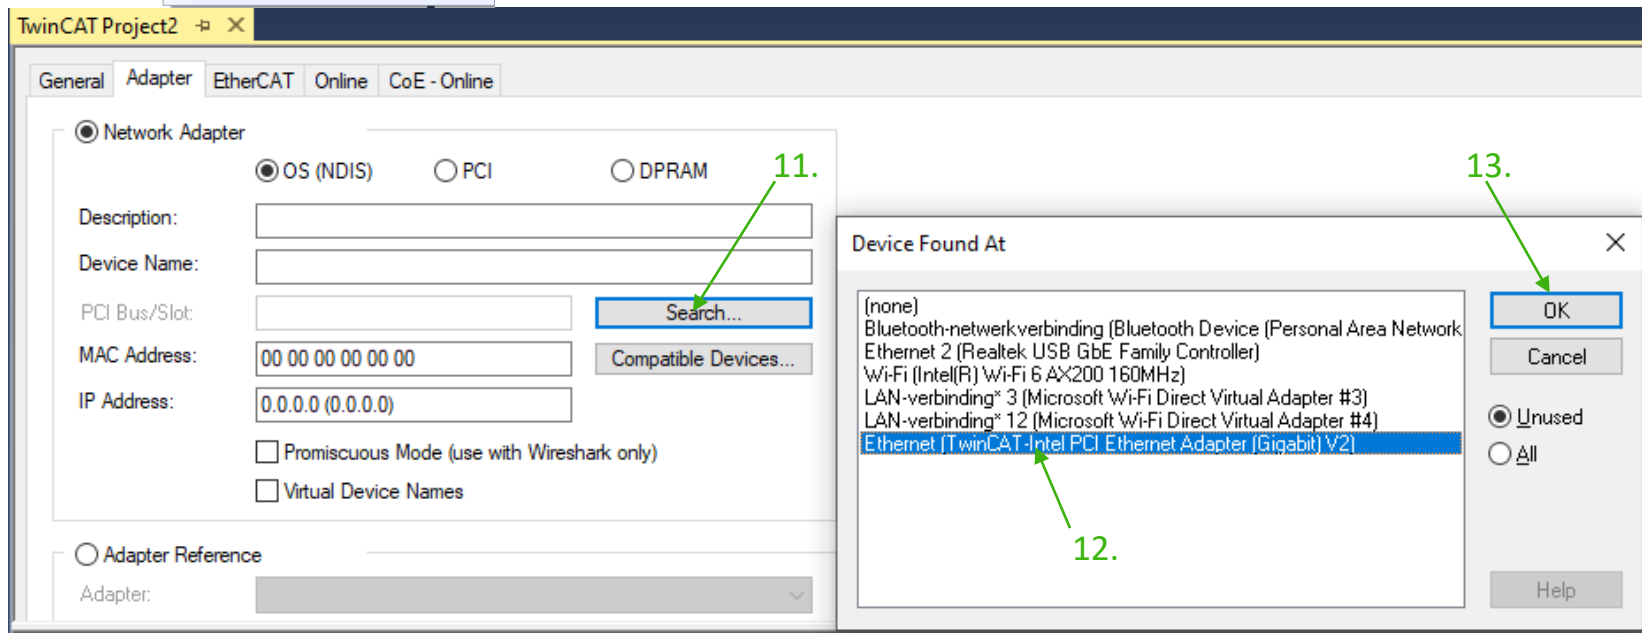 TwinCAT Project2
General Adapter EtherCAT Online CoE - Online
Network Adapter
OS (NDIS) PCI DPRAM
11.
13.
Description:
Device Name:
PCI Bus/Slot: Search...
MAC Address: 00 00 00 00 00 00 Compatible Devices...
IP Address: 0.0.0.0 (0.0.0.0)
Promiscuous Mode (use with Wireshark only)
Virtual Device Names
Adapter Reference
Adapter:
Device Found At
(none)
Bluetooth-netwerkverbinding (Bluetooth Device (Personal Area Network
Ethernet 2 (Realtek USB GbE Family Controller)
Wi-Fi (Intel(R) Wi-Fi 6 AX200 160MHz)
LAN-verbinding* 3 (Microsoft Wi-Fi Direct Virtual Adapter #3)
LAN-verbinding* 12 (Microsoft Wi-Fi Direct Virtual Adapter #4)
Ethernet (TwinCAT-Intel PCI Ethernet Adapter (Gigabit) V2)
12.
OK
Cancel
Unused
All
Help